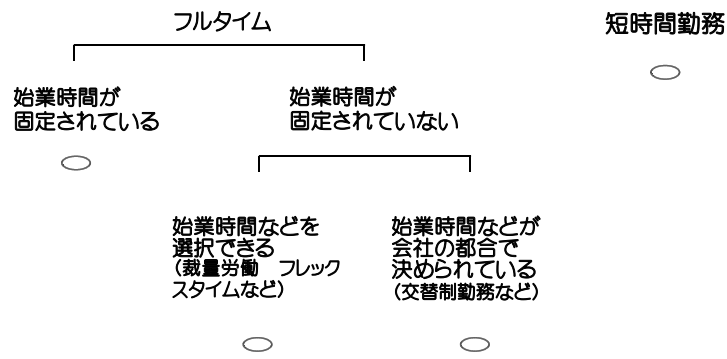 フルタイム
短時間勤務
始業時間が
固定されている
始業時間が
固定されていない
始業時間などを
選択できる
（裁量労働　フレック
スタイムなど）
始業時間などが
会社の都合で
決められている
（交替制勤務など）